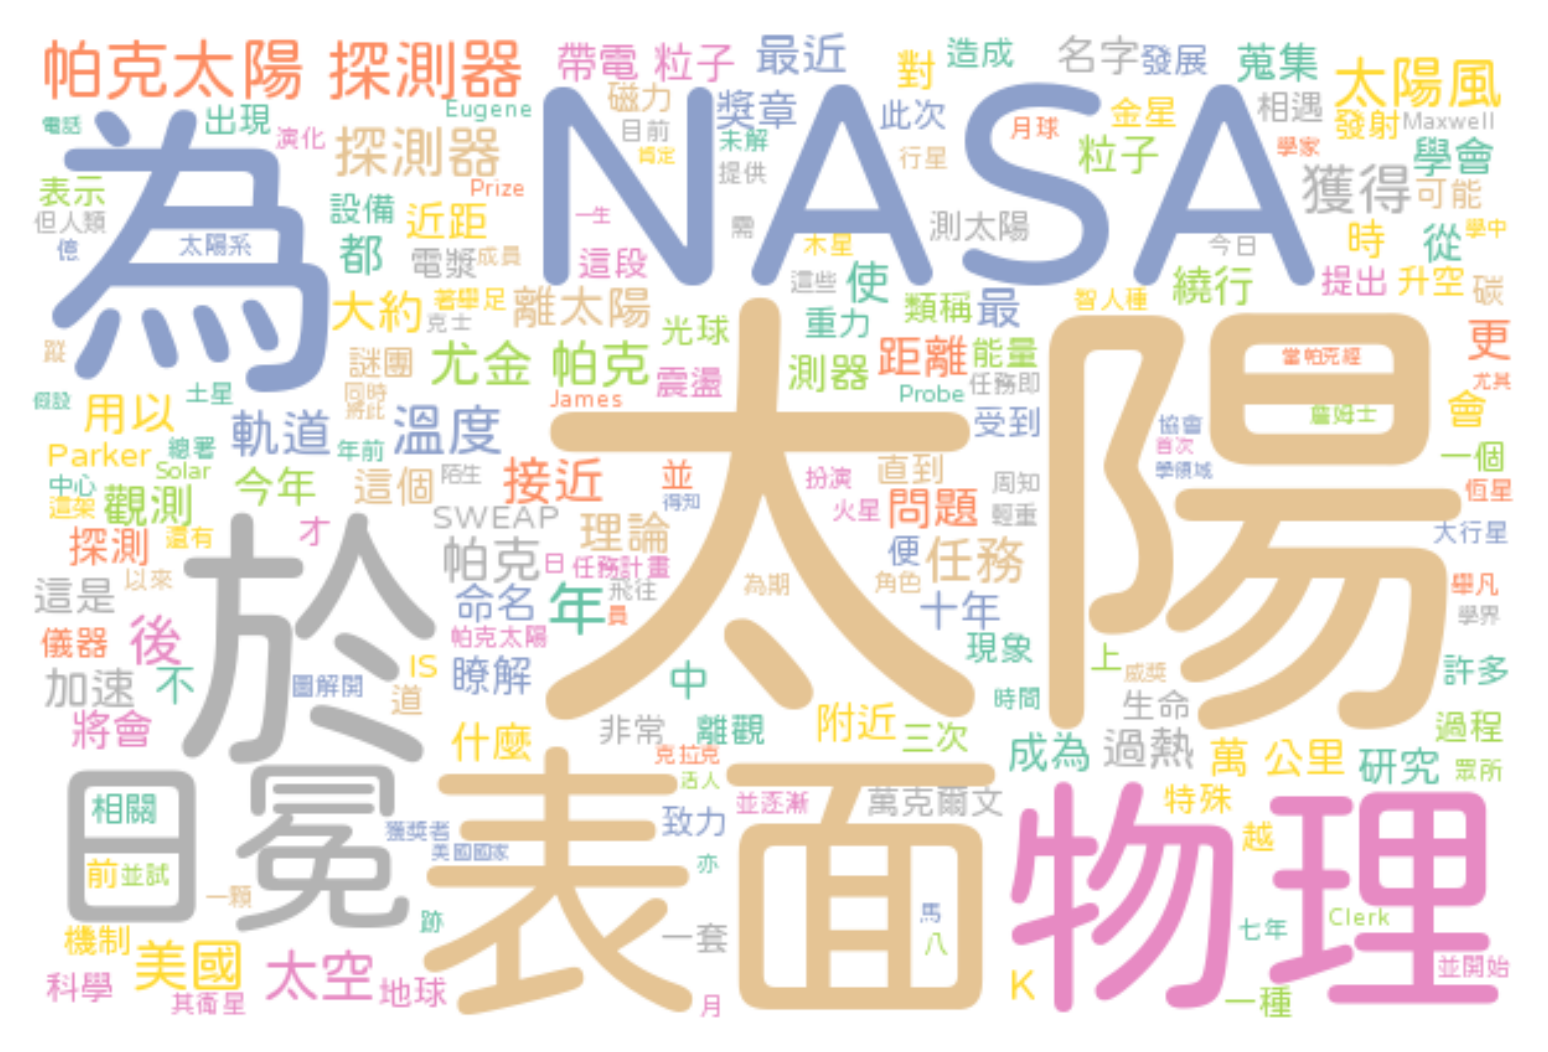 帕克太陽 探測器
帶電 粒子
最近
對
造成
名字
發展
蒐集
太陽風
電話
出現
演化
Eugene
磁力
獎章
此次
金星
相遇
發射
Maxwell
為
NASA
探測器
目前
未解
肯定
提供
行星
月球
粒子
學家
學會
表示
但人類
億
太陽系
設備
近距
Prize
一生
需
測太陽
木星
今日
獲得
可能
時
從
學中
都
電漿
成員
這段
這些
使
繞行
提出
升空
碳
大約
著舉足
克士
離太陽
光球
重力
類稱
最
智人種
更
蹤
謎團
尤金 帕克
震盪
測器
距離
能量
任務即
當帕克經
尤其
假設
土星
同時
將此
James
Probe
太陽
用以
軌道
溫度
受到
協會
詹姆士
會
Parker
總署
年前
首次
一個
中心
Solar
今年
這個
陌生
接近
並
扮演
直到
周知
學領域
恆星
這架
觀測
得知
火星
問題
輕重
大行星
探測
還有
才
SWEAP
理論
便
任務
這是
以來
於
帕克
日
任務計畫
為期
角色
舉凡
儀器
後
命名
年
飛往
員
十年
學界
帕克太陽
現象
加速
不
圖解開
IS
道
瞭解
中
上
威獎
許多
時間
生命
將會
什麼
非常
離觀
附近
三次
過程
克拉克
成為
過熱
萬 公里
研究
眾所
日冕
表面
物理
相關
活人
並逐漸
萬克爾文
特殊
獲獎者
致力
越
美國國家
前
並試
亦
一顆
跡
馬
八
一套
七年
Clerk
機制
美國
太空
地球
K
並開始
科學
其衛星
月
一種